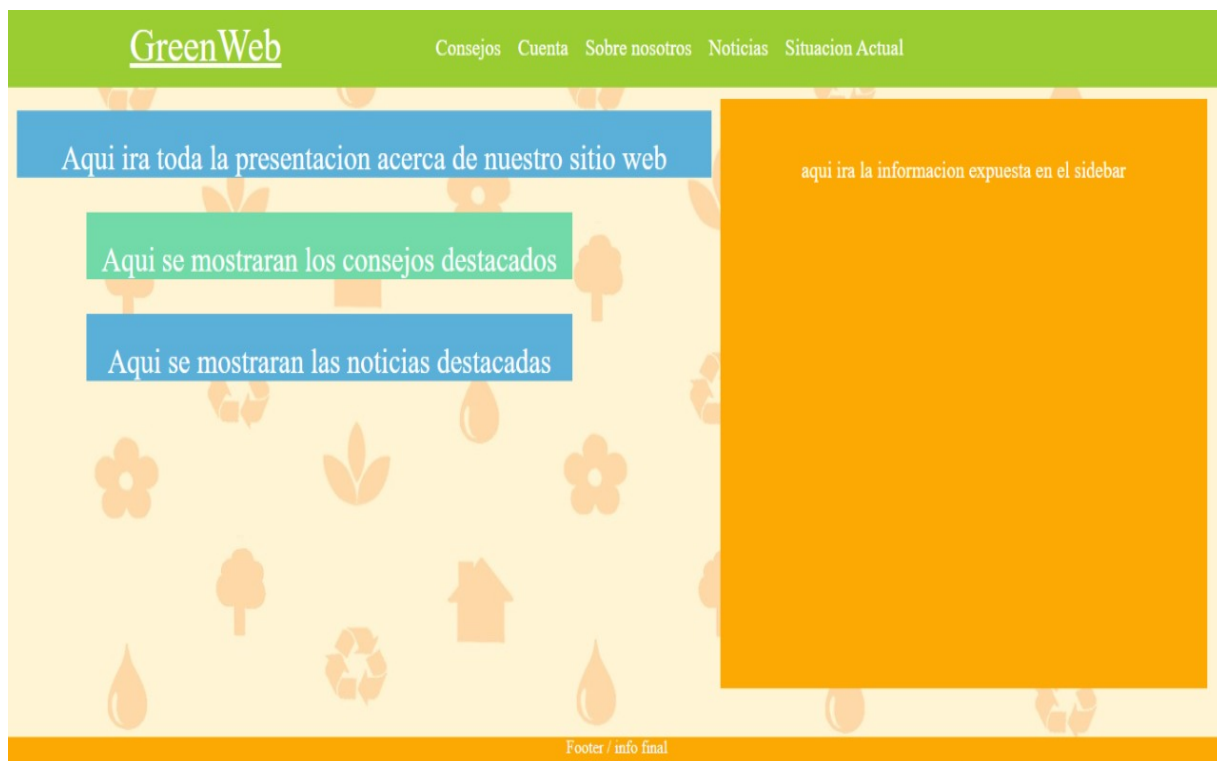 GreenWeb
Consejos Cuenta Sobre nosotros Noticias Situacion Actual
Aqui ira toda la presentacion acerca de nuestro sitio web
aqui ira la informacion expuesta en el sidebar
Aqui se mostraran los consejos destacados
Aqui se mostraran las noticias destacadas
Footer / info final